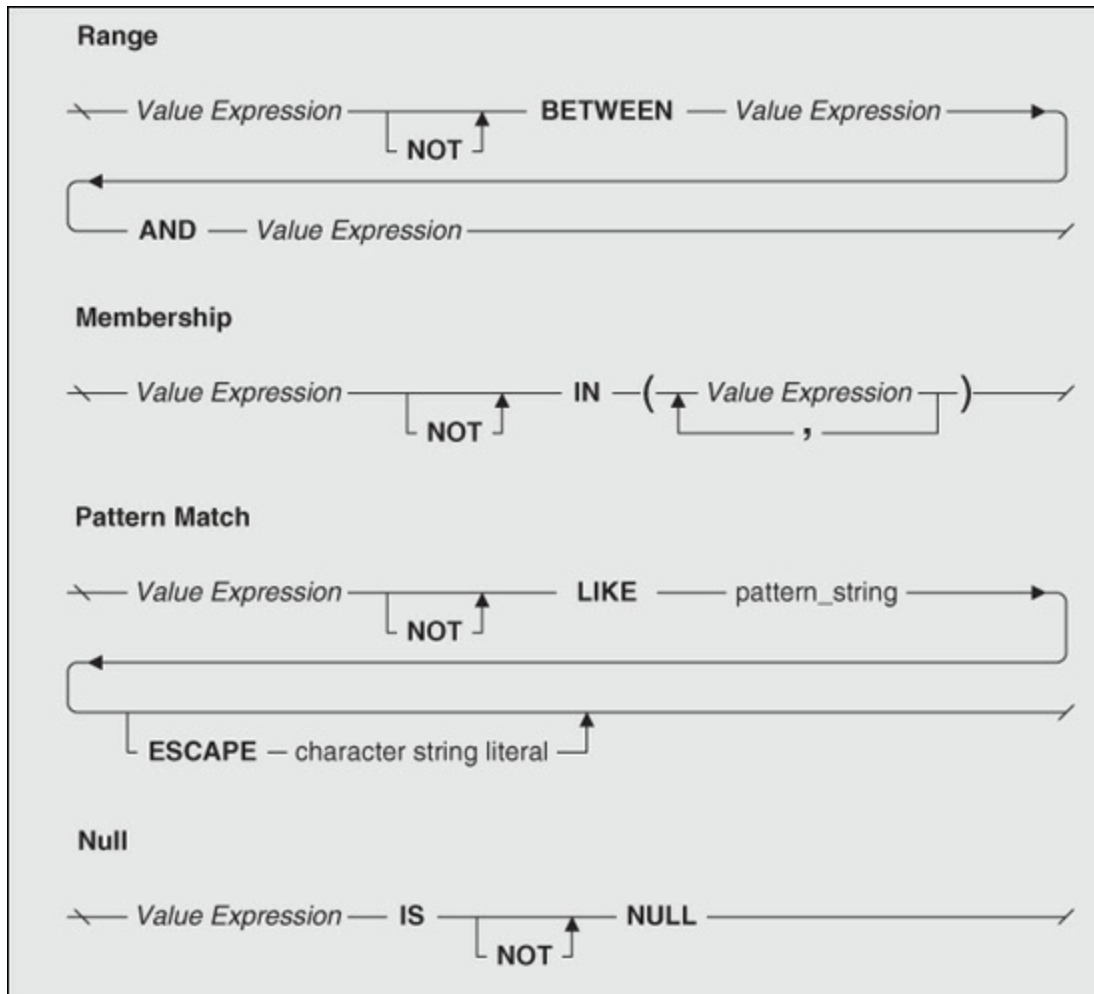 Range
Value Expression BETWEEN Value Expression
NOT
AND Value Expression
Membership
Value Expression IN ( Value Expression )
NOT ,
Pattern Match
Value Expression LIKE pattern_string
NOT
ESCAPE character string literal
Null
Value Expression IS NULL
NOT